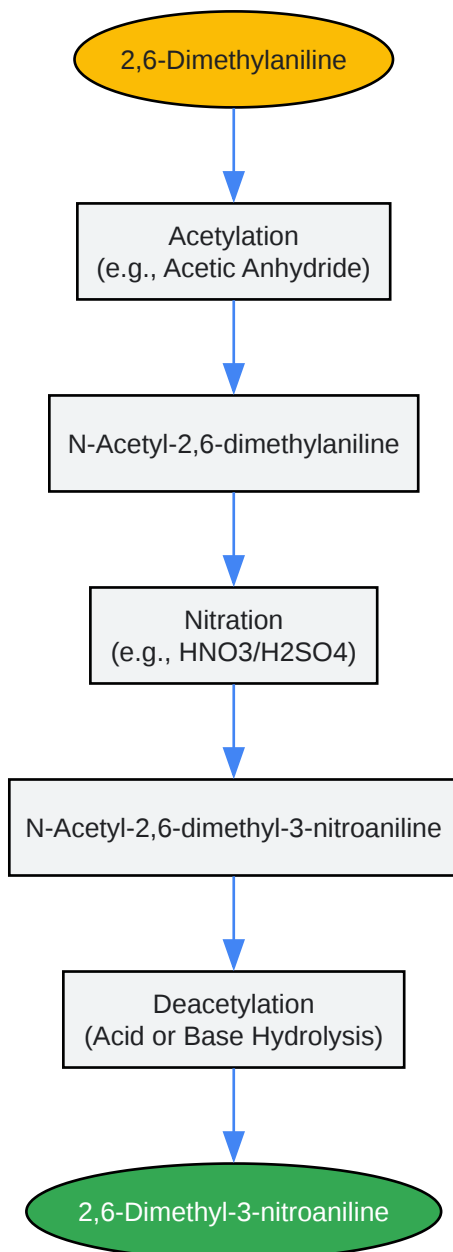 2,6-Dimethylaniline
Acetylation
(e.g., Acetic Anhydride)
N-Acetyl-2,6-dimethylaniline
Nitration
(e.g., HNO3/H2SO4)
N-Acetyl-2,6-dimethyl-3-nitroaniline
Deacetylation
(Acid or Base Hydrolysis)
2,6-Dimethyl-3-nitroaniline